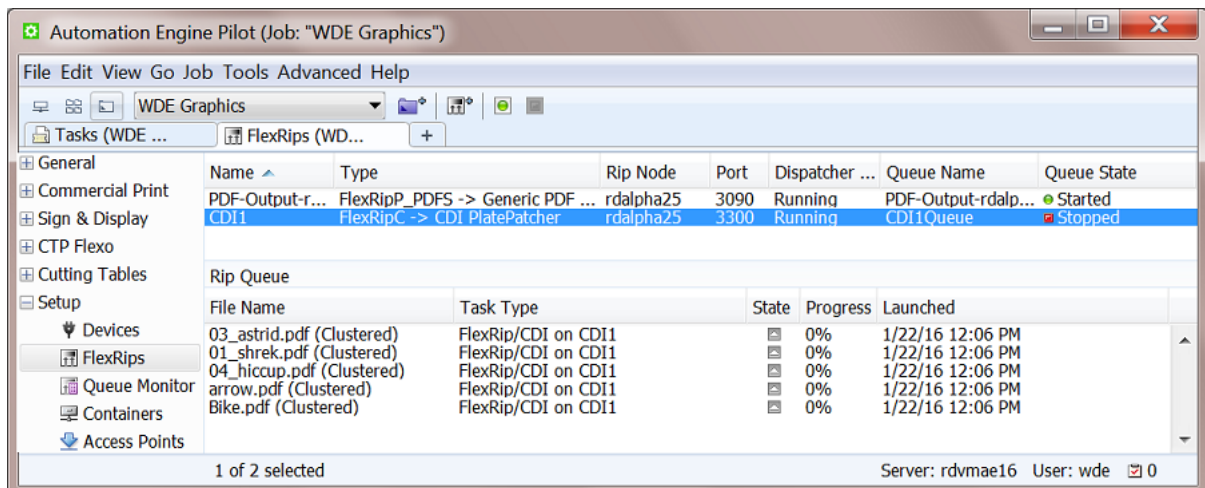 Automation Engine Pilot (Job: "WDE Graphics")
File Edit View Go Job Tools Advanced Help
WDE Graphics
Tasks (WDE ... FlexRips (WD... +
General
Commercial Print
Sign & Display
CTP Flexo
Cutting Tables
Setup
Devices
FlexRips
Queue Monitor
Containers
Access Points
Name Type Rip Node Port Dispatcher ... Queue Name Queue State
PDF-Output-r... FlexRipP_PDFS -> Generic PDF ... rdalpha25 3090 Running PDF-Output-rdalp... Started
CDI1 FlexRipC -> CDI PlatePatcher rdalpha25 3300 Running CDI1Queue Stopped
Rip Queue
File Name Task Type State Progress Launched
03_astrid.pdf (Clustered) FlexRip/CDI on CDI1 0% 1/22/16 12:06 PM
01_shrek.pdf (Clustered) FlexRip/CDI on CDI1 0% 1/22/16 12:06 PM
04_hiccup.pdf (Clustered) FlexRip/CDI on CDI1 0% 1/22/16 12:06 PM
arrow.pdf (Clustered) FlexRip/CDI on CDI1 0% 1/22/16 12:06 PM
Bike.pdf (Clustered) FlexRip/CDI on CDI1 0% 1/22/16 12:06 PM
1 of 2 selected Server: rdvmae16 User: wde 0